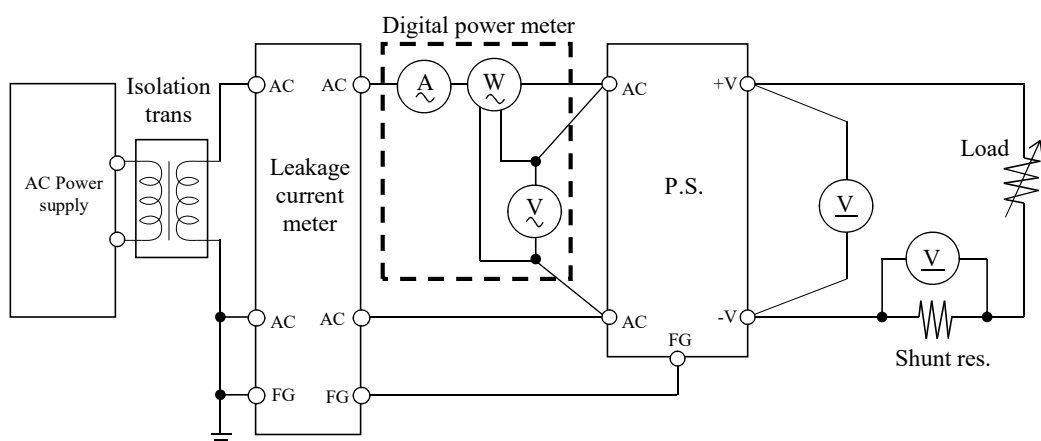 Digital power meter
Isolation
trans
AC
AC
A
W
AC
+V
Load
AC Power
supply
Leakage
current
meter
P.S.
V
V
V
AC
AC
AC
-V
FG
Shunt res.
FG
FG